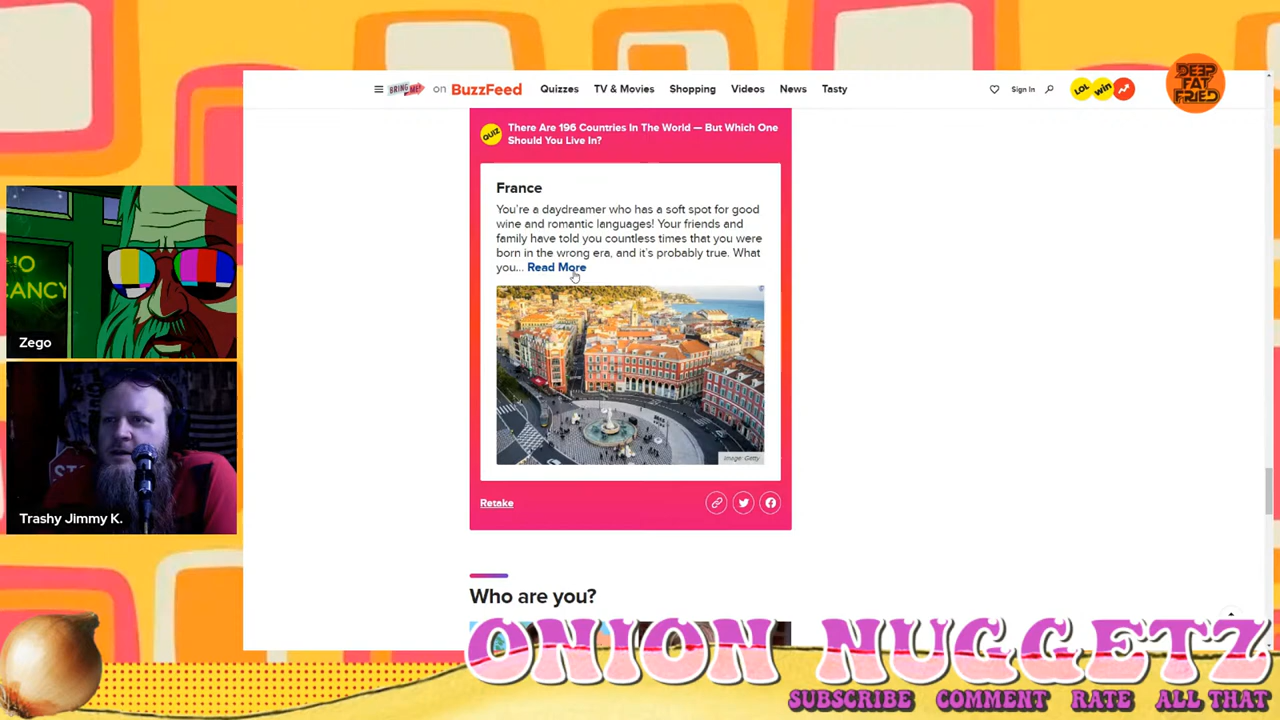 BRING ME! on BuzzFeed Quizzes TV & Movies Shopping Videos News Tasty Sign In LOL win
DEEP
FAT
FRIED
QUIZ
There Are 196 Countries In The World — But Which One
Should You Live In?
France
You're a daydreamer who has a soft spot for good
wine and romantic languages! Your friends and
family have told you countless times that you were
born in the wrong era, and it's probably true. What
you... Read More
Image: Getty
Retake
Who are you?
NO
CANCY
Zego
STO
Trashy Jimmy K.
ONION NUGGETZ
SUBSCRIBE COMMENT RATE ALL THAT